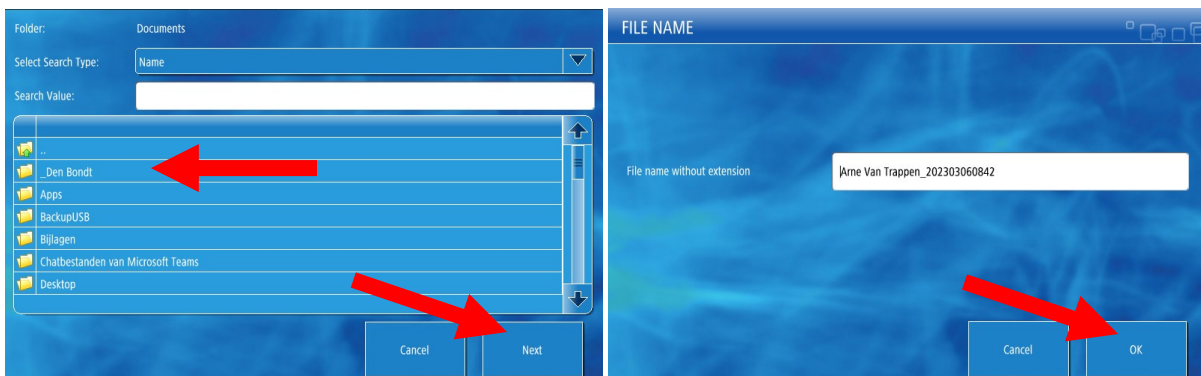 Folder: Documents
Select Search Type: Name
Search Value:
..
_Den Bondt
Apps
BackupUSB
Bijlagen
Chatbestanden van Microsoft Teams
Desktop
Cancel Next
FILE NAME
File name without extension Arne Van Trappen_202303060842
Cancel OK